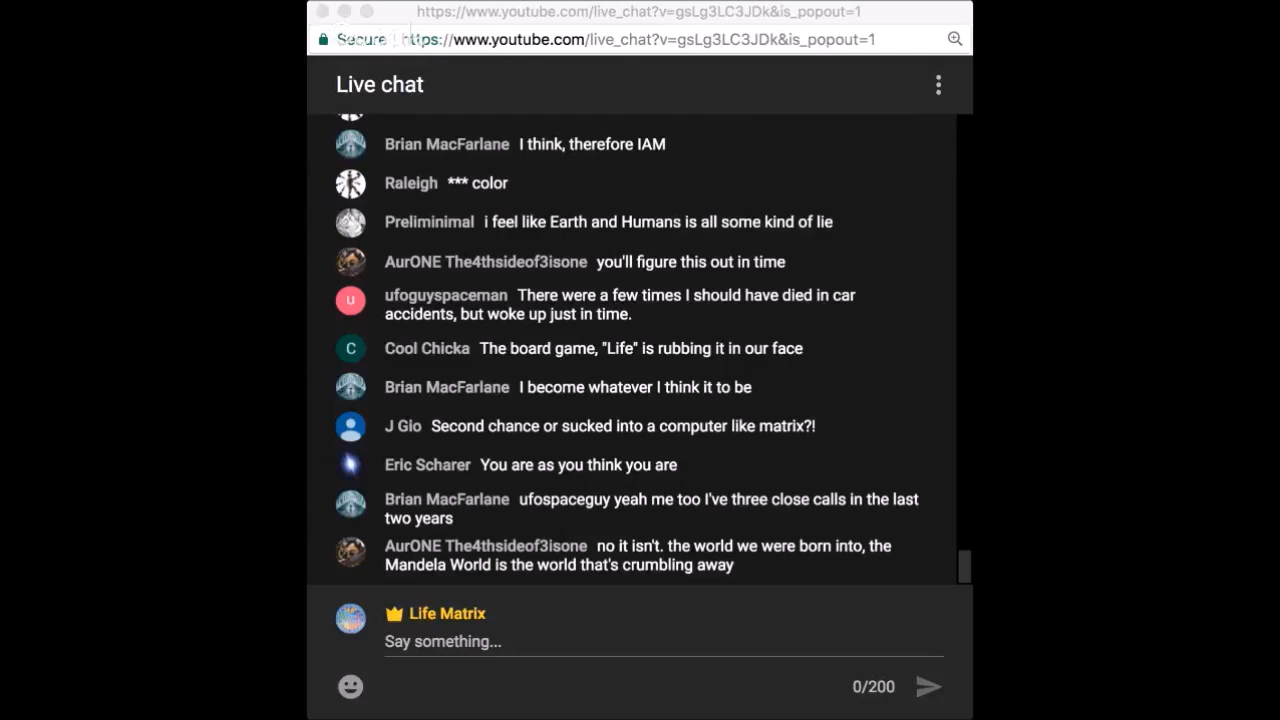 https://www.youtube.com/live_chat?v=gsLg3LC3JDk&is_popout=1
Secure https://www.youtube.com/live_chat?v=gsLg3LC3JDk&is_popout=1
Live chat
Brian MacFarlane I think, therefore IAM
Raleigh *** color
Preliminimal i feel like Earth and Humans is all some kind of lie
AurONE The4thsideof3isone you'll figure this out in time
U ufoguyspaceman There were a few times I should have died in car
accidents, but woke up just in time.
C Cool Chicka The board game, "Life" is rubbing it in our face
Brian MacFarlane I become whatever I think it to be
J Gio Second chance or sucked into a computer like matrix?!
Eric Scharer You are as you think you are
Brian MacFarlane ufospaceguy yeah me too I've three close calls in the last
two years
AurONE The4thsideof3isone no it isn't. the world we were born into, the
Mandela World is the world that's crumbling away
Life Matrix
Say something...
0/200